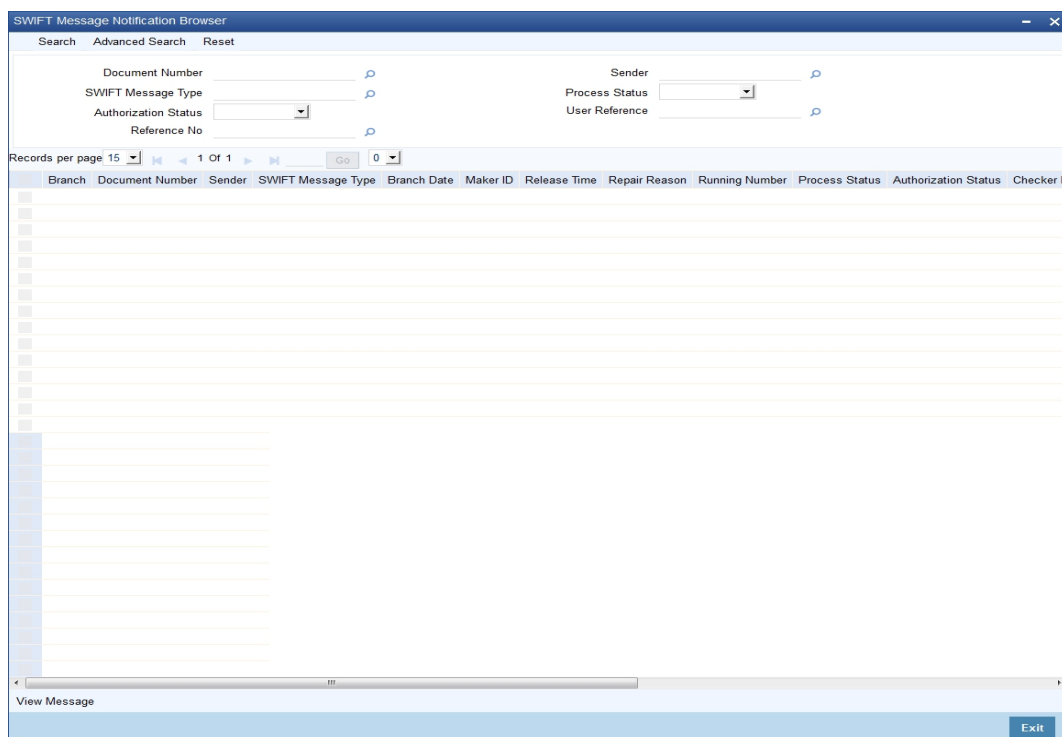 SWIFT Message Notification Browser
Search Advanced Search Reset
Document Number Sender
SWIFT Message Type Process Status
Authorization Status User Reference
Reference No
Records per page 15 1 Of 1 Go 0
Branch Document Number Sender SWIFT Message Type Branch Date Maker ID Release Time Repair Reason Running Number Process Status Authorization Status Checker
View Message
Exit